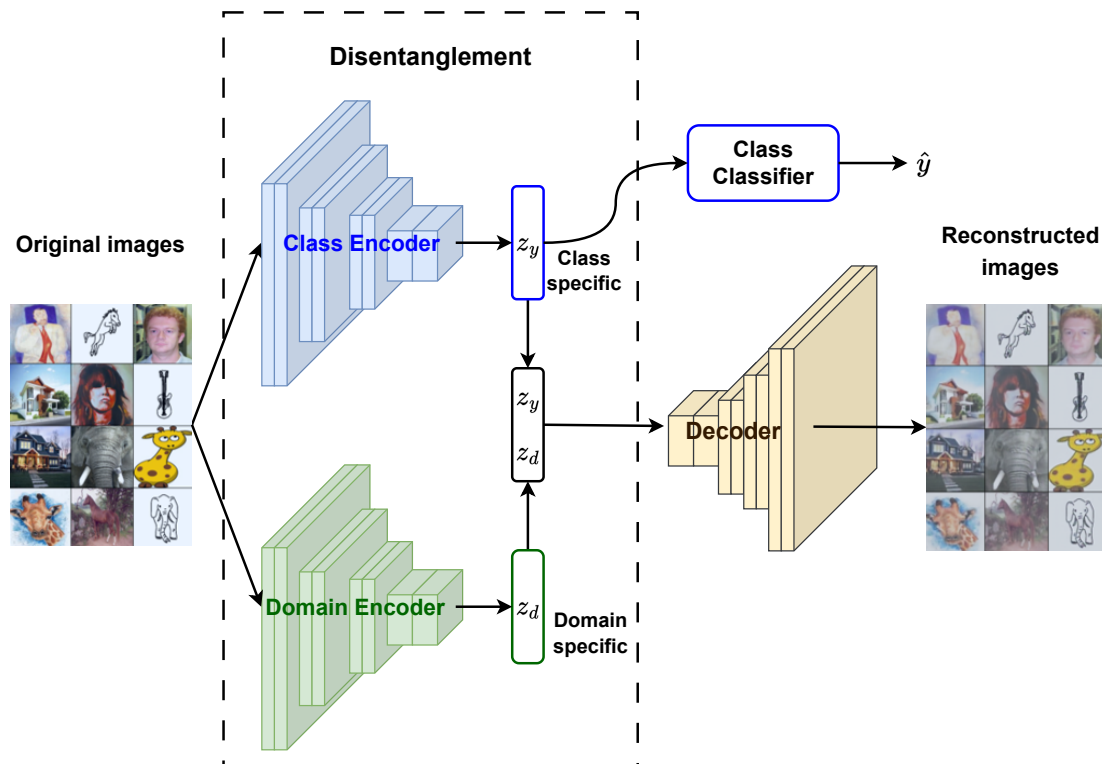 Disentanglement
Original images
Class Encoder
$z_y$
Class
specific
Class
Classifier
$\hat{y}$
Reconstructed
images
$z_y$
$z_d$
Decoder
Domain Encoder
$z_d$
Domain
specific